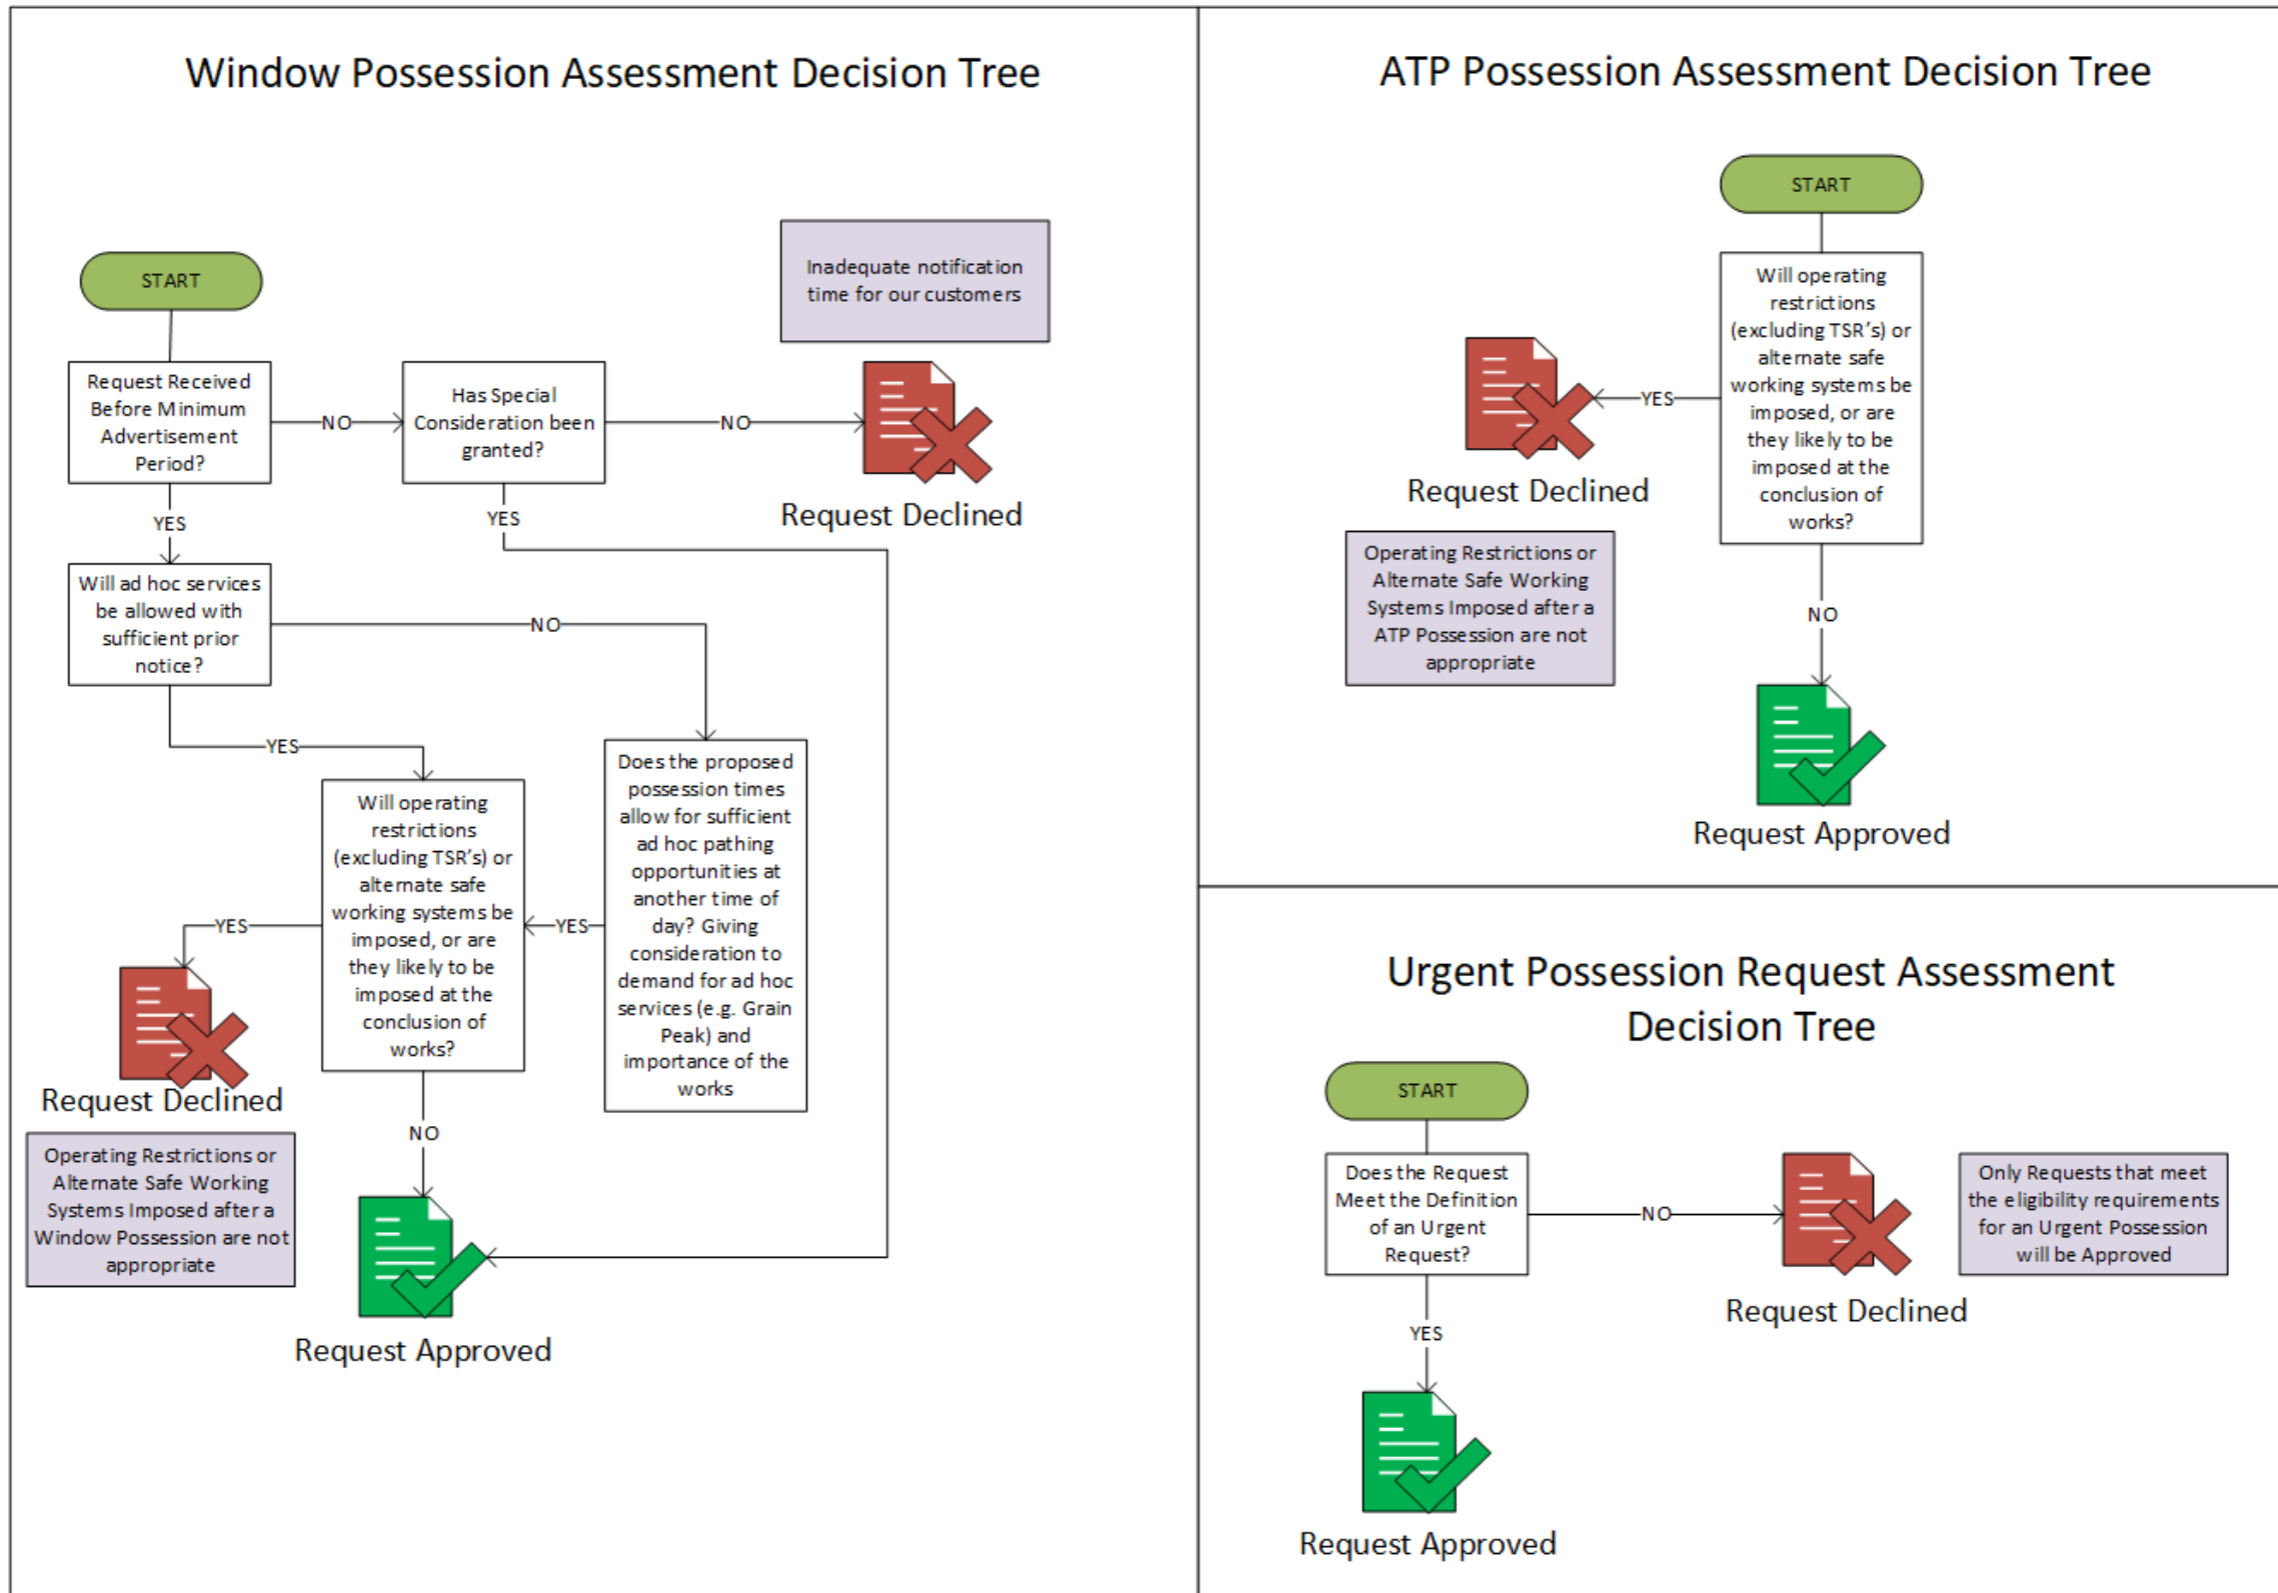 Window Possession Assessment Decision Tree
START
Request Received
Before Minimum
Advertisement
Period?
NO
Has Special
Consideration been
granted?
NO
Inadequate notification
time for our customers
Request Declined
YES
YES
Will ad hoc services
be allowed with
sufficient prior
notice?
NO
YES
Does the proposed
possession times
allow for sufficient
ad hoc pathing
opportunities at
another time of
day? Giving
consideration to
demand for ad hoc
services (e.g. Grain
Peak) and
importance of the
works
YES
Will operating
restrictions
(excluding TSR's) or
alternate safe
working systems be
imposed, or are
they likely to be
imposed at the
conclusion of
works?
YES
Request Declined
Operating Restrictions or
Alternate Safe Working
Systems Imposed after a
Window Possession are not
appropriate
NO
Request Approved
ATP Possession Assessment Decision Tree
START
Will operating
restrictions
(excluding TSR's) or
alternate safe
working systems be
imposed, or are
they likely to be
imposed at the
conclusion of
works?
YES
Request Declined
Operating Restrictions or
Alternate Safe Working
Systems Imposed after a
ATP Possession are not
appropriate
NO
Request Approved
Urgent Possession Request Assessment
Decision Tree
START
Does the Request
Meet the Definition
of an Urgent
Request?
NO
Request Declined
Only Requests that meet
the eligibility requirements
for an Urgent Possession
will be Approved
YES
Request Approved